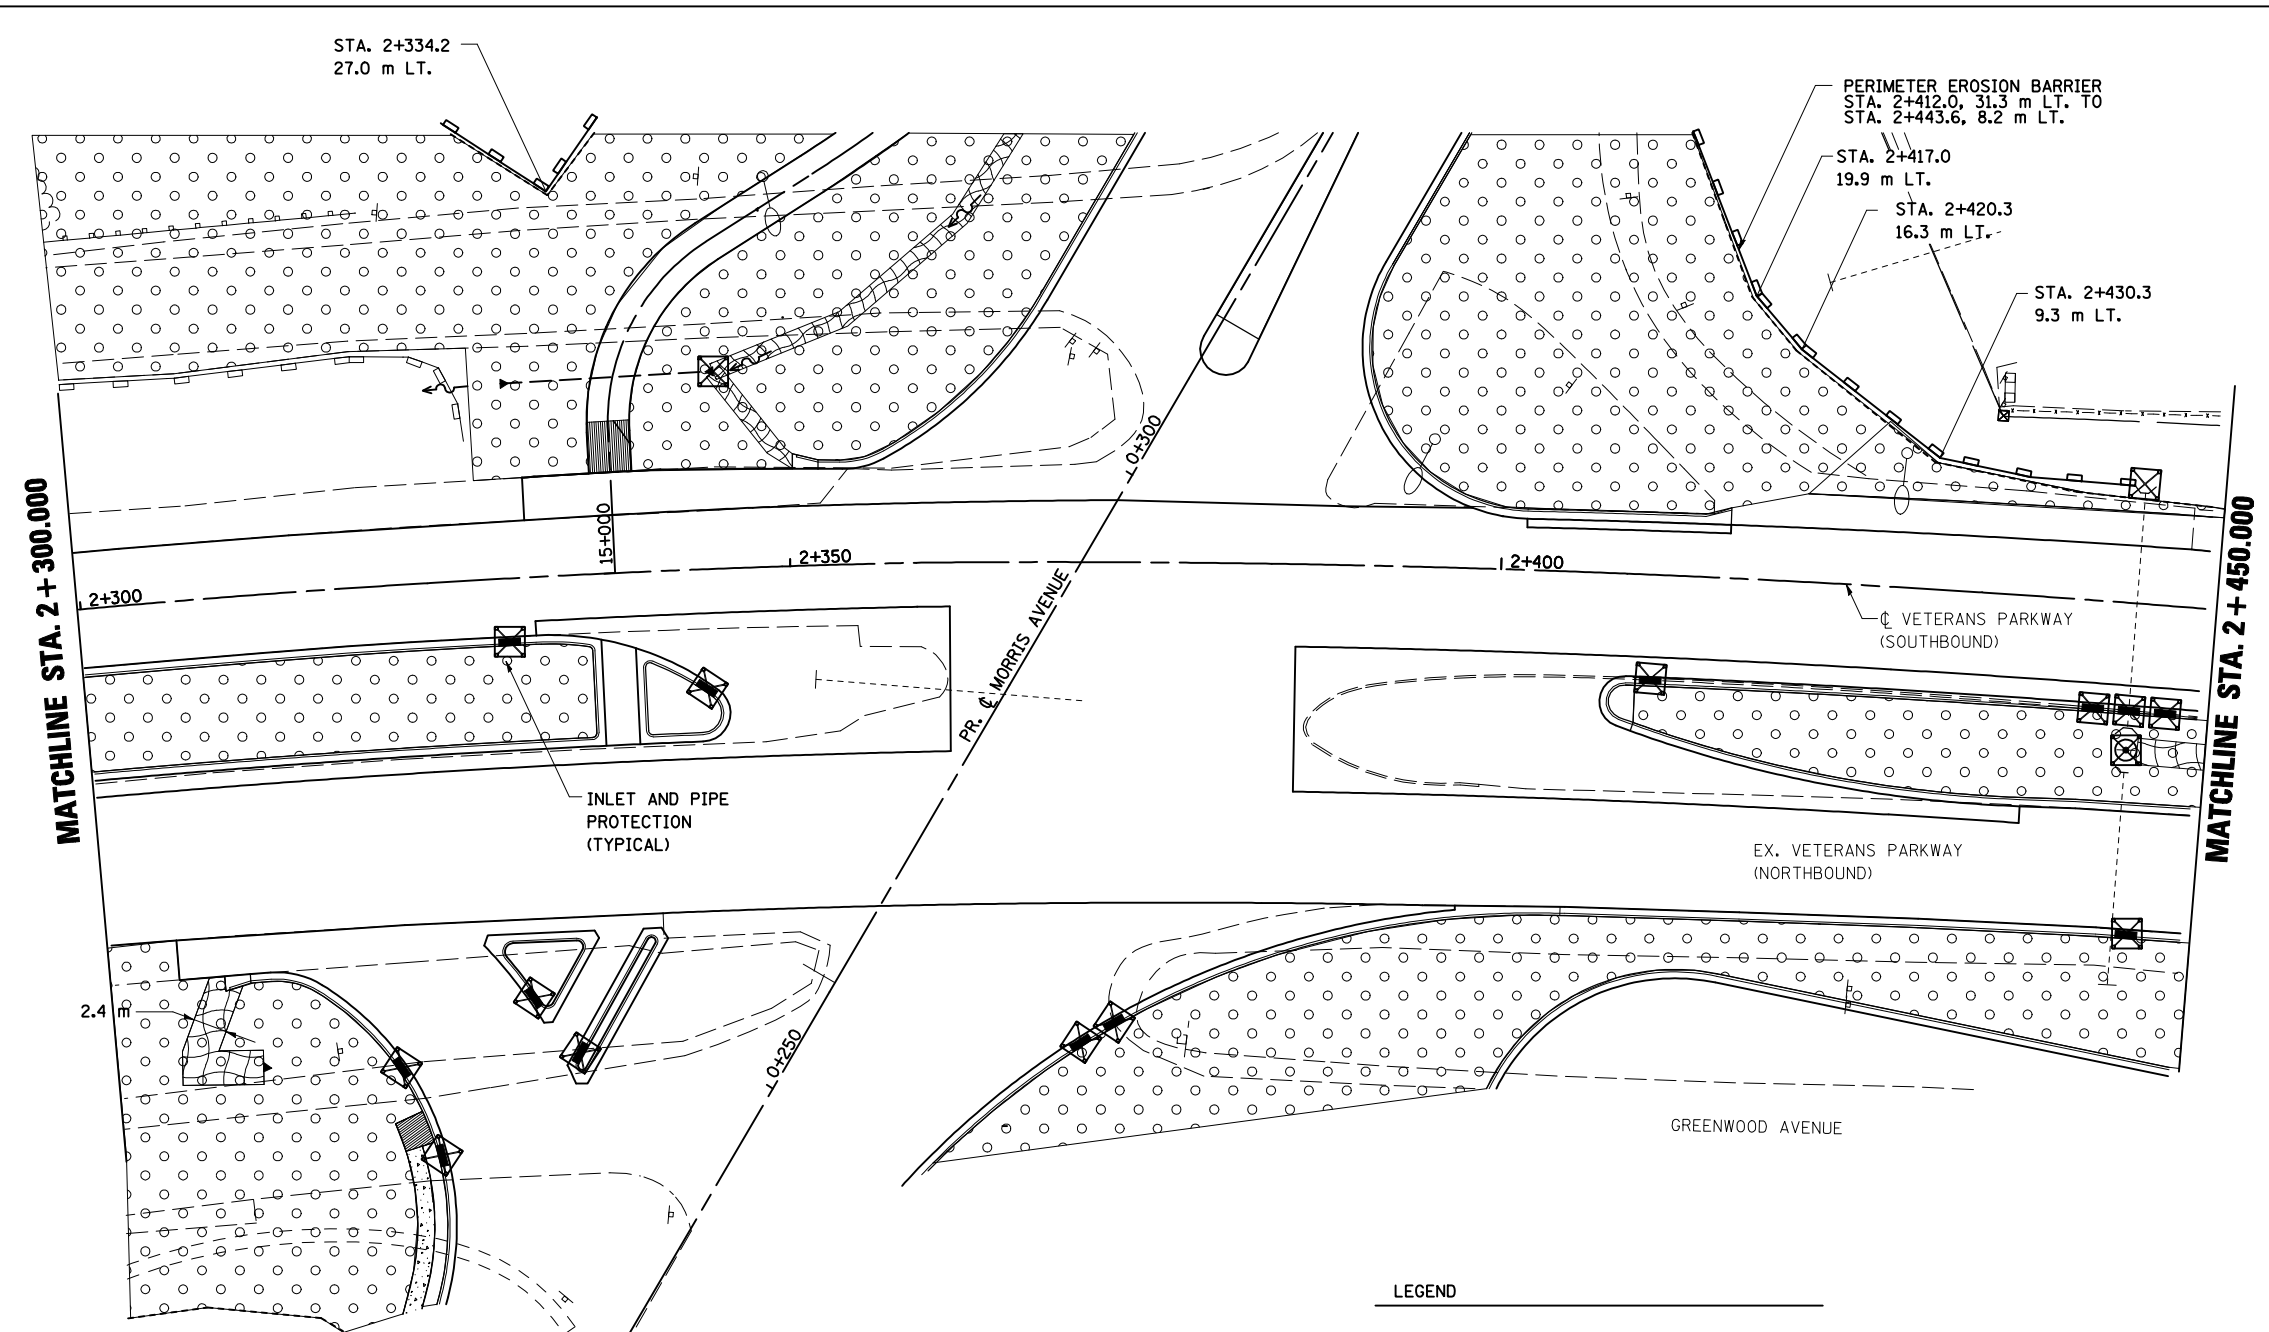 STA. 2+334.2
27.0 m LT.
PERIMETER EROSION BARRIER
STA. 2+412.0, 31.3 m LT. TO
STA. 2+443.6, 8.2 m LT.
STA. 2+417.0
19.9 m LT.
STA. 2+420.3
16.3 m LT.
STA. 2+430.3
9.3 m LT.
0+300
MATCHLINE STA. 2+300.000
15+000
2+300
2+350
2+400
MATCHLINE STA. 2+450.000
℄ VETERANS PARKWAY
(SOUTHBOUND)
PR. ℄ MORRIS AVENUE
INLET AND PIPE
PROTECTION
(TYPICAL)
EX. VETERANS PARKWAY
(NORTHBOUND)
2.4 m
0+250
GREENWOOD AVENUE
LEGEND